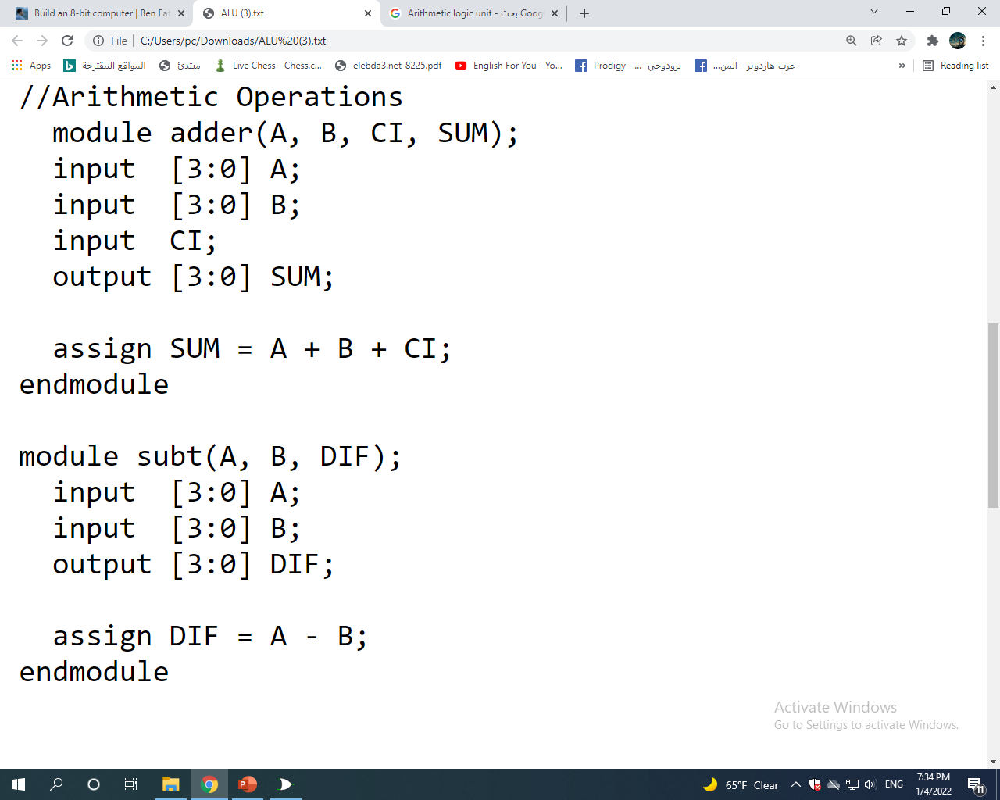 Build an 8-bit computer | Ben Eat
ALU (3).txt
Arithmetic logic unit - بحث Goog
File
C:/Users/pc/Downloads/ALU%20(3).txt
Apps
المواقع المقترحة
مبتدئ
Live Chess - Chess.c...
elebda3.net-8225.pdf
English For You - Yo...
Prodigy - ...- برودوجي
عرب هاردوير - المن...
»
Reading list
//Arithmetic Operations
module adder(A, B, CI, SUM);
input [3:0] A;
input [3:0] B;
input CI;
output [3:0] SUM;
assign SUM = A + B + CI;
endmodule
module subt(A, B, DIF);
input [3:0] A;
input [3:0] B;
output [3:0] DIF;
assign DIF = A - B;
endmodule
Activate Windows
Go to Settings to activate Windows.
65°F Clear
ENG
7:34 PM
1/4/2022
11